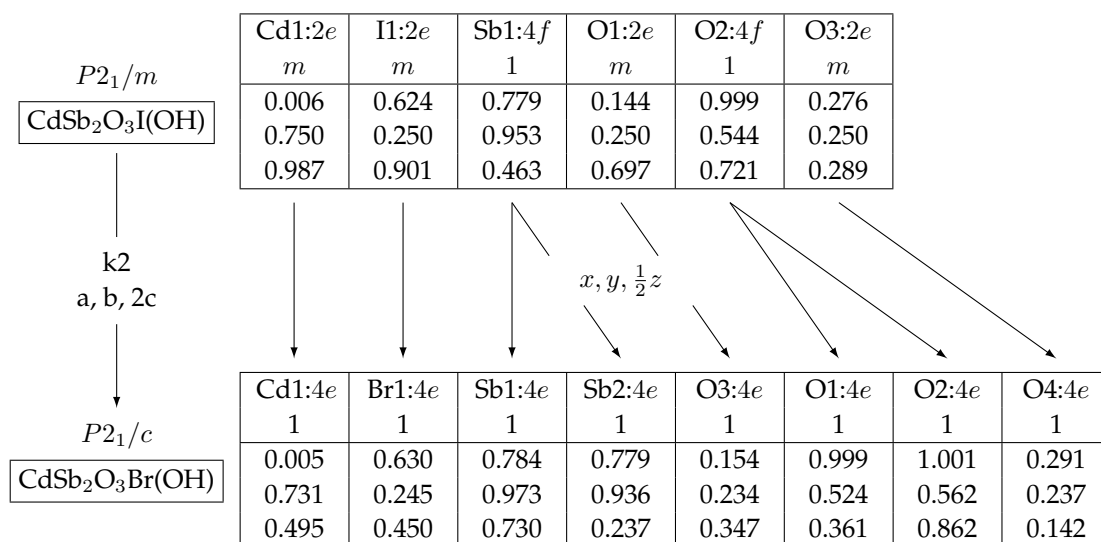 Cd1:2e I1:2e Sb1:4f O1:2e O2:4f O3:2e
m m 1 m 1 m
P2₁/m
0.006 0.624 0.779 0.144 0.999 0.276
CdSb₂O₃I(OH)
0.750 0.250 0.953 0.250 0.544 0.250
0.987 0.901 0.463 0.697 0.721 0.289
k2
x, y, ½z
a, b, 2c
Cd1:4e Br1:4e Sb1:4e Sb2:4e O3:4e O1:4e O2:4e O4:4e
P2₁/c
1 1 1 1 1 1 1 1
0.005 0.630 0.784 0.779 0.154 0.999 1.001 0.291
CdSb₂O₃Br(OH)
0.731 0.245 0.973 0.936 0.234 0.524 0.562 0.237
0.495 0.450 0.730 0.237 0.347 0.361 0.862 0.142